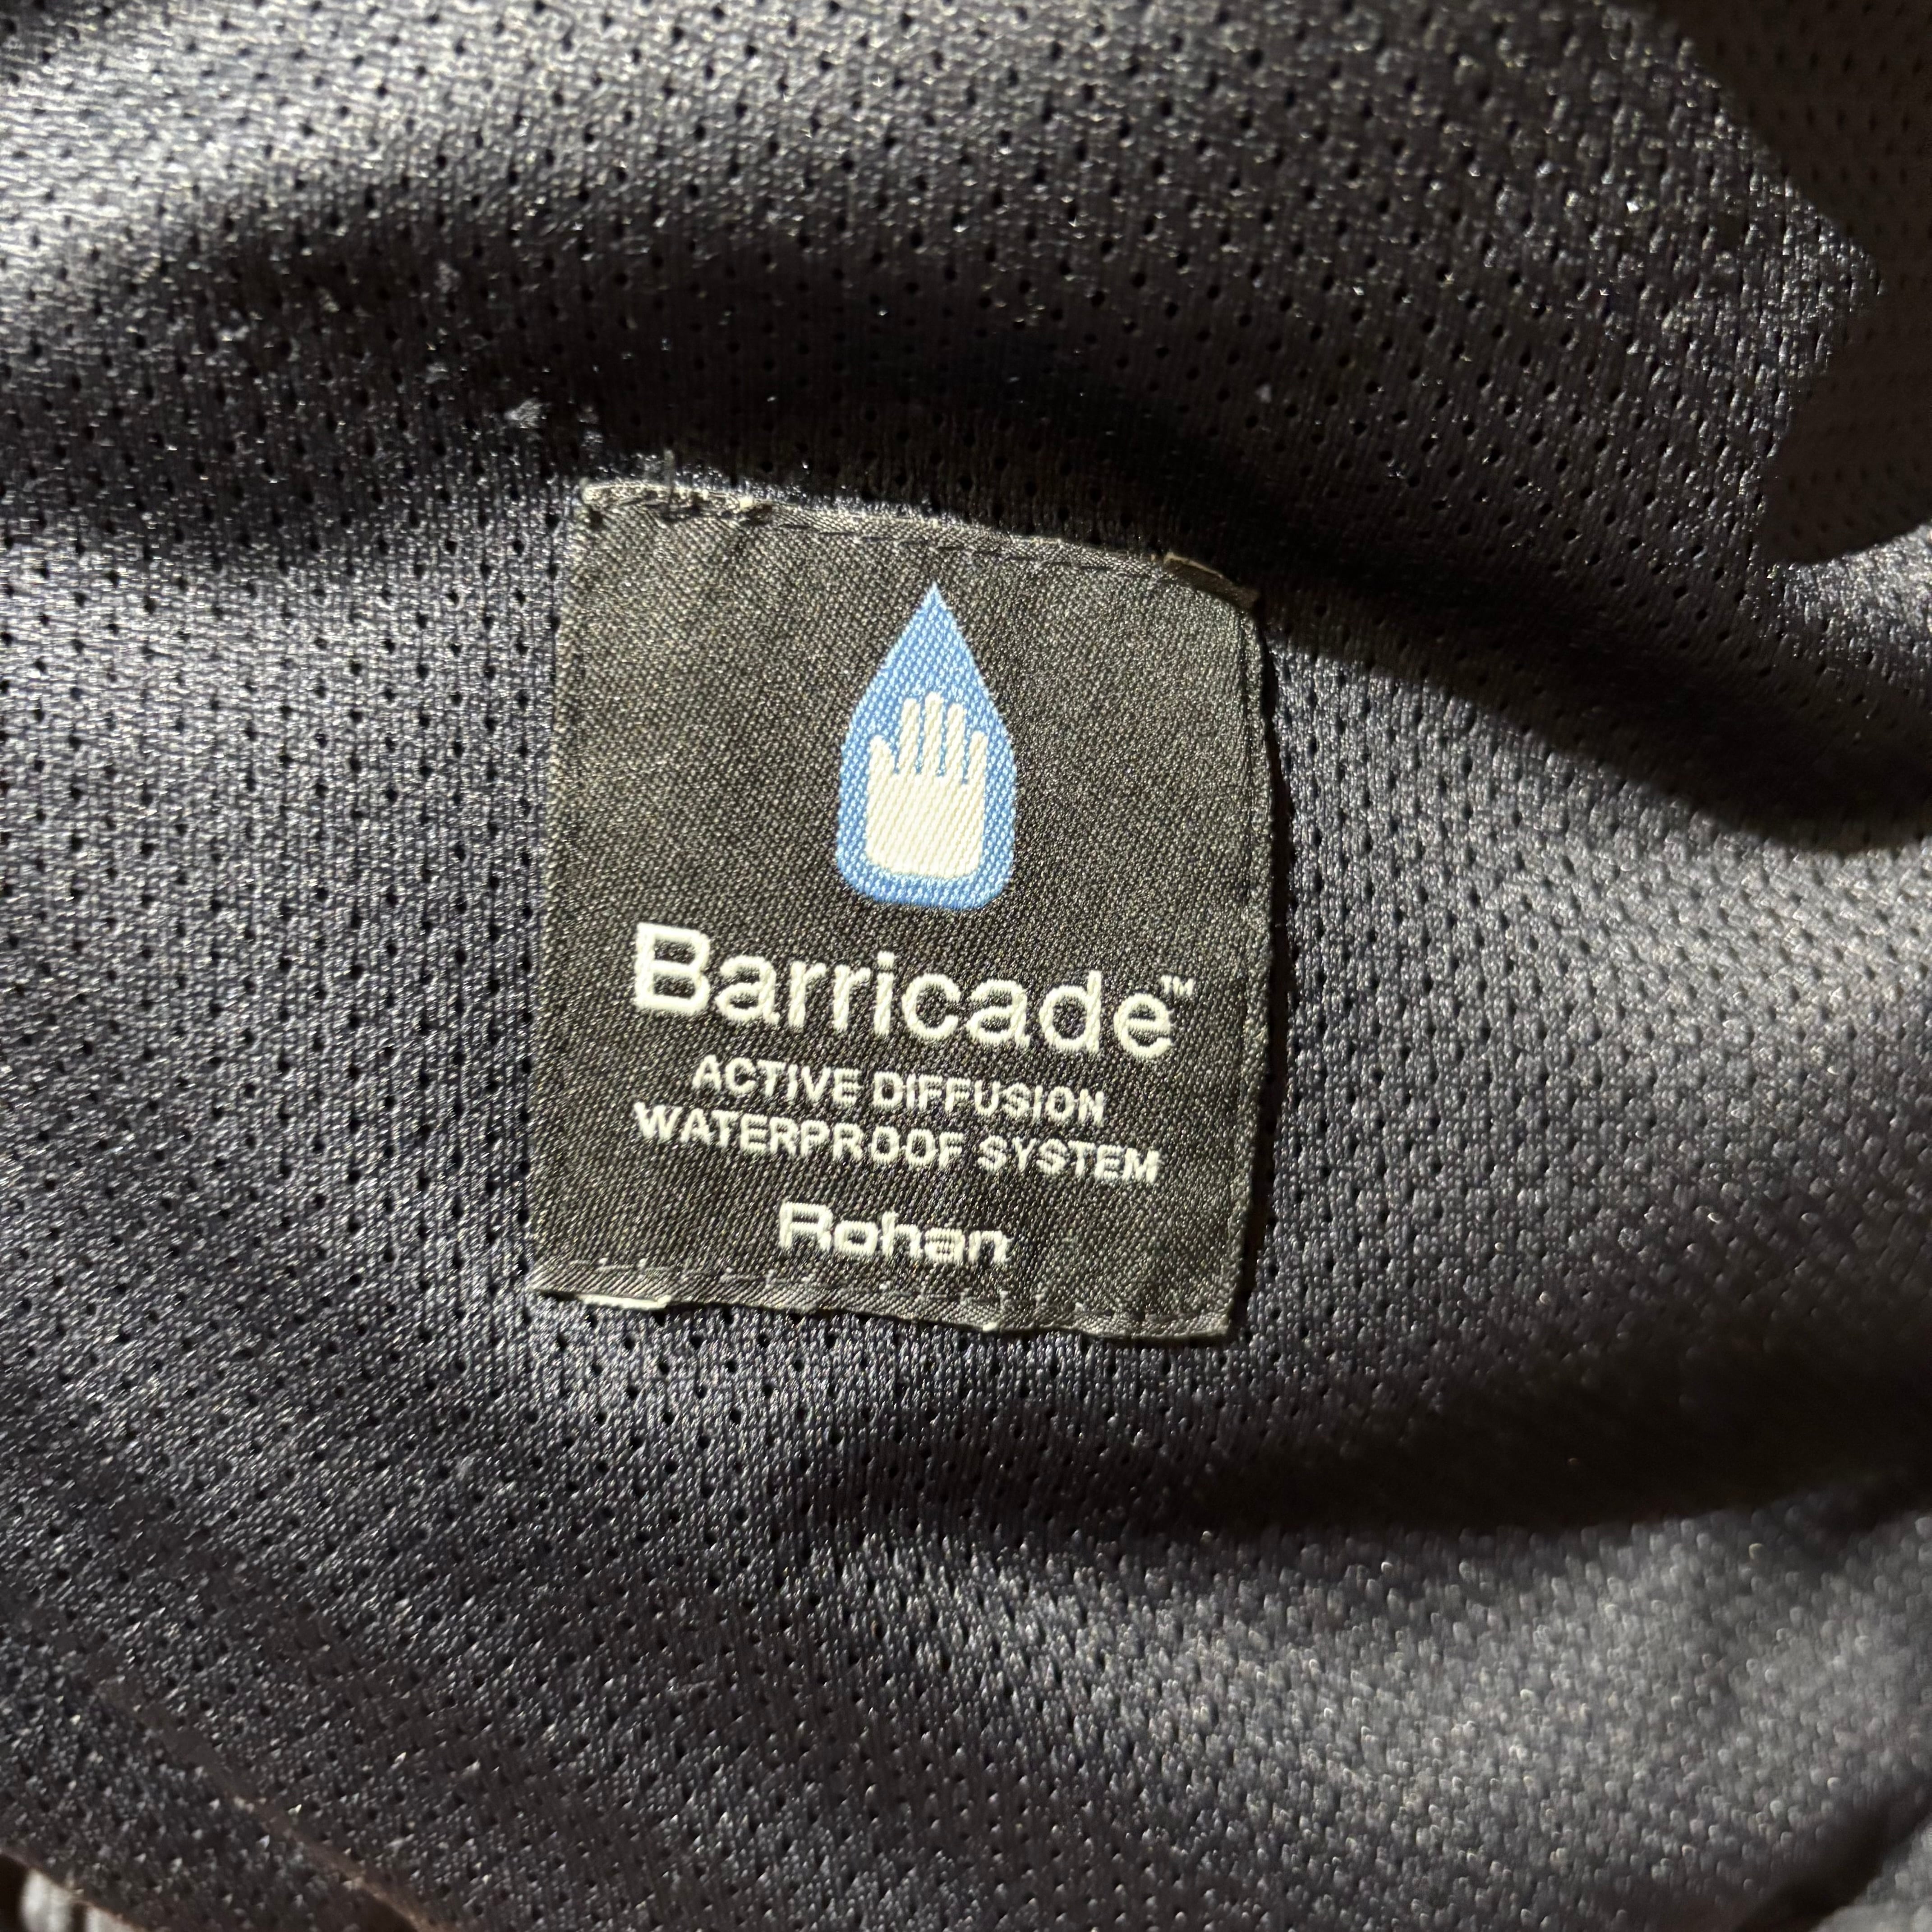 Barricade™
ACTIVE DIFFUSION
WATERPROOF SYSTEM
Rohan